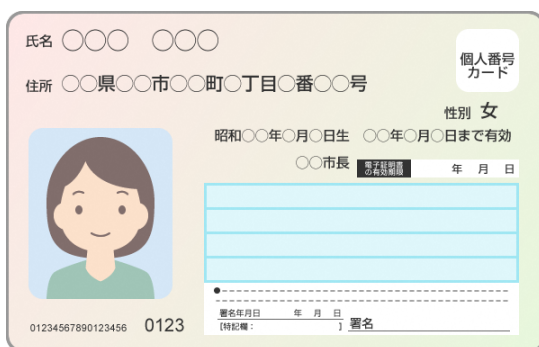 氏名 ○○○ ○○○
個人番号
カード
住所 ○○県○○市○○町○丁目○番○○号
性別 女
昭和○○年○月○日生 ○○年○月○日まで有効
○○市長 電子証明書の有効期限 年 月 日
署名年月日 年 月 日
[特記欄: ] 署名
01234567890123456 0123